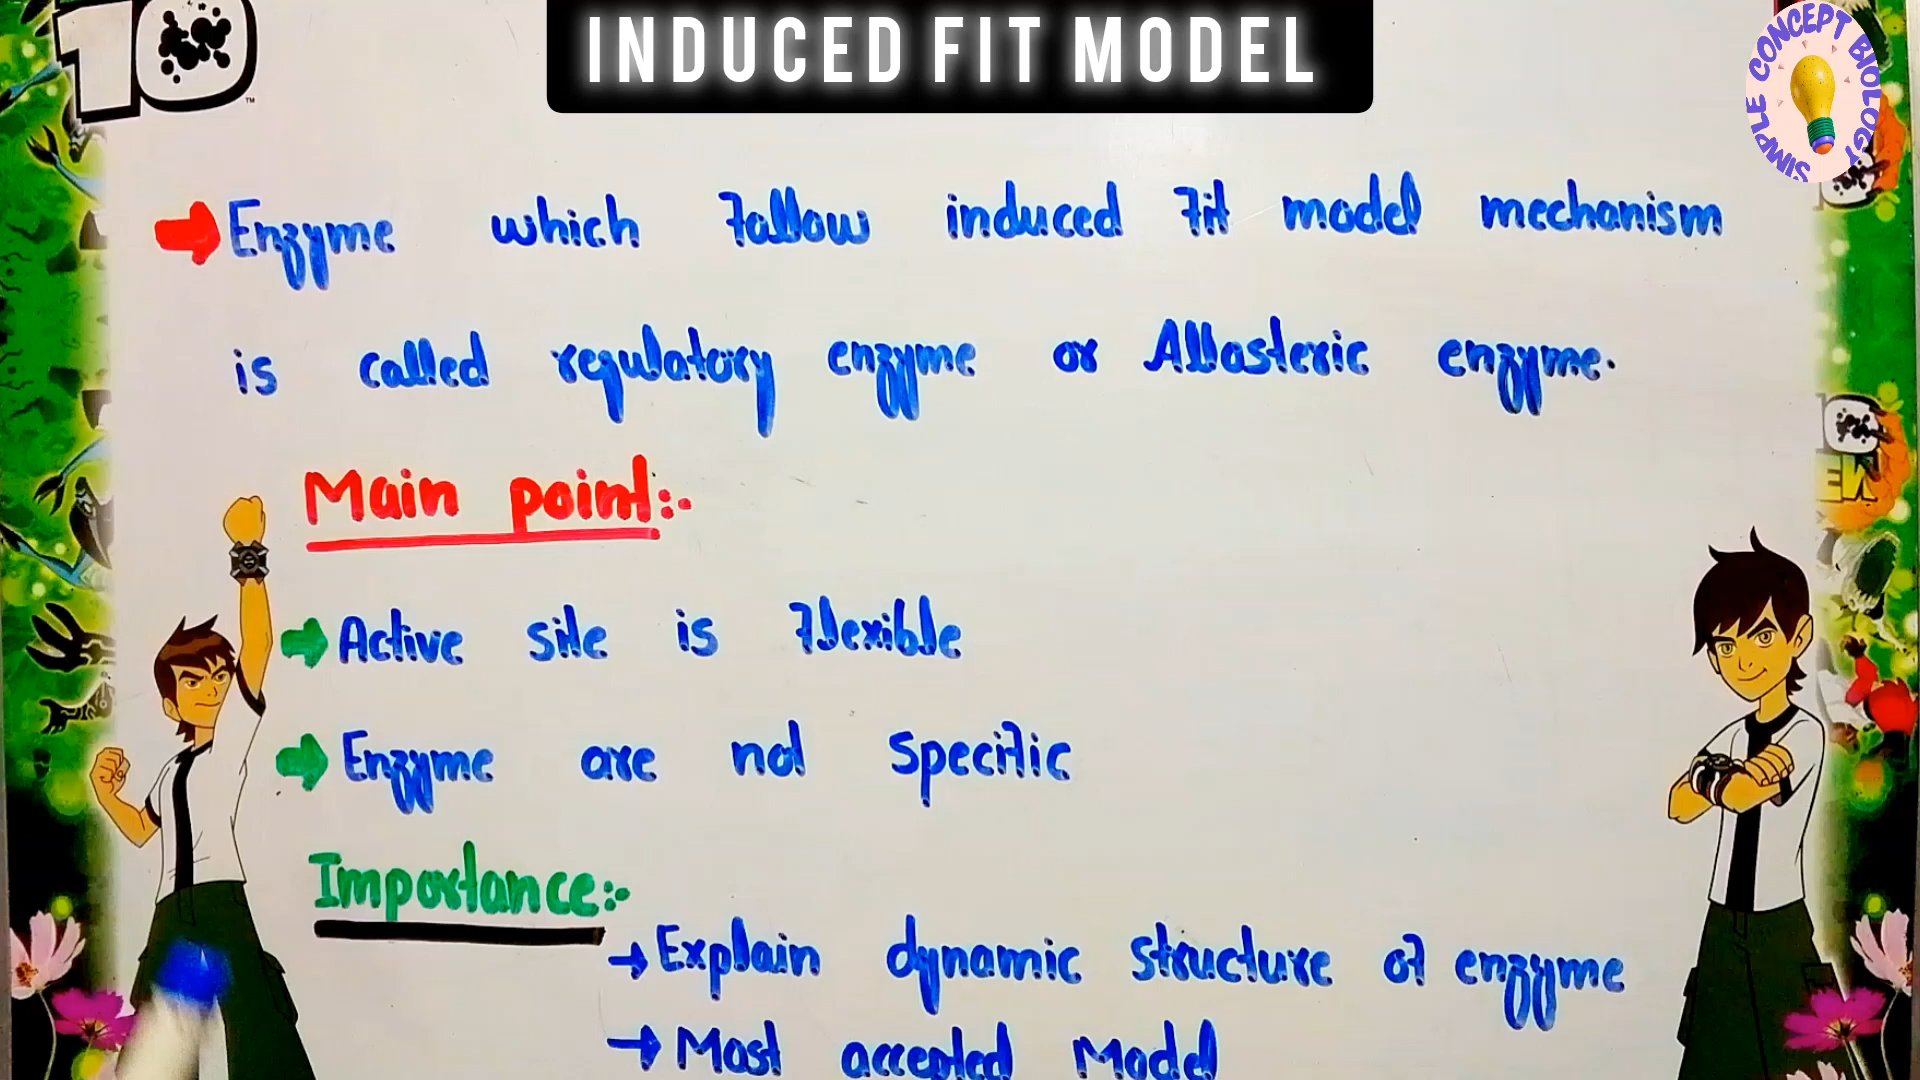 INDUCED FIT MODEL
10
TM
SIMPLE CONCEPT BIOLOGY
Enzyme which follow induced fit model mechanism
is called regulatory enzyme or Allosteric enzyme.
Main point:-
Active site is flexible
Enzyme are not specific
Importance:-
→ Explain dynamic structure of enzyme
→ Most accepted Model